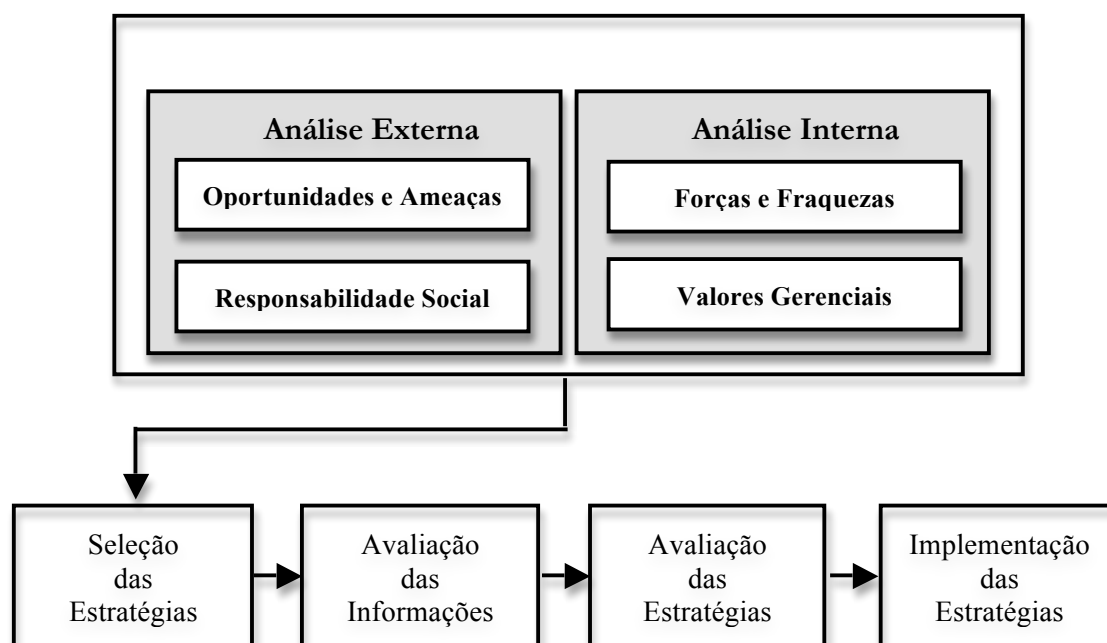 Análise Externa
Oportunidades e Ameaças
Responsabilidade Social
Análise Interna
Forças e Fraquezas
Valores Gerenciais
Seleção
das
Estratégias
Avaliação
das
Informações
Avaliação
das
Estratégias
Implementação
das
Estratégias